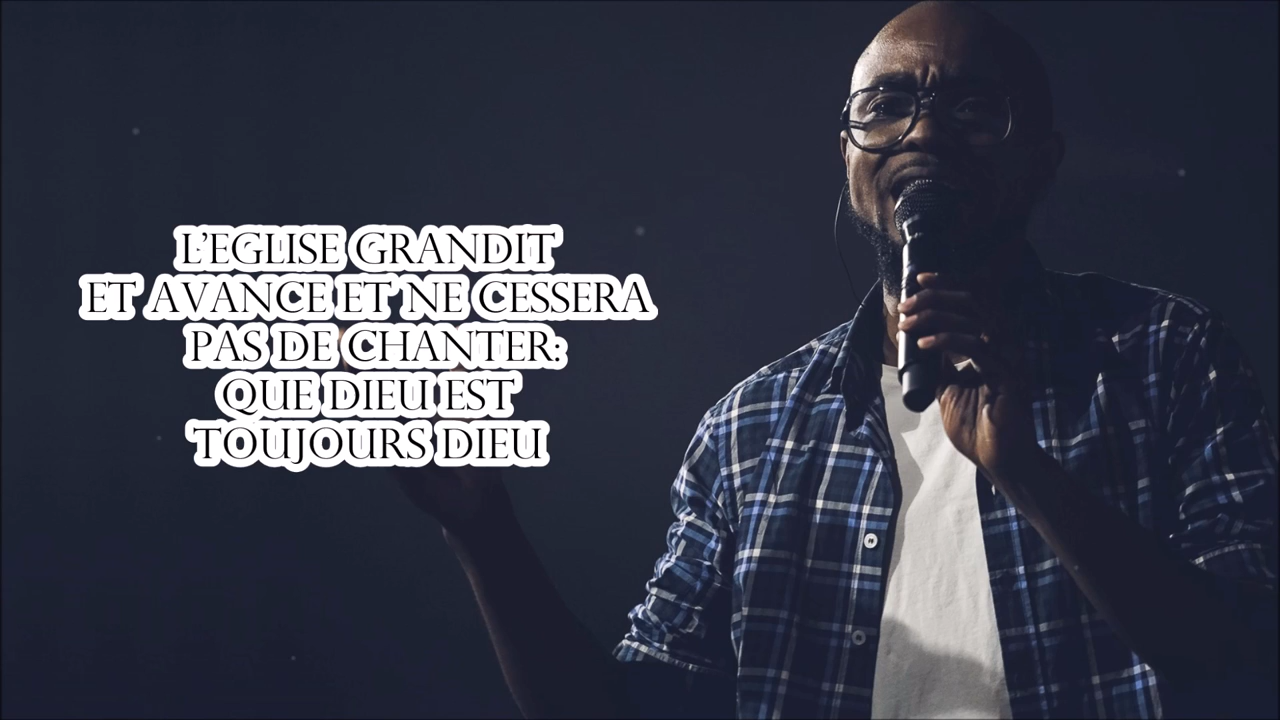 L'EGLISE GRANDIT
ET AVANCE ET NE CESSERA
PAS DE CHANTER:
QUE DIEU EST
TOUJOURS DIEU